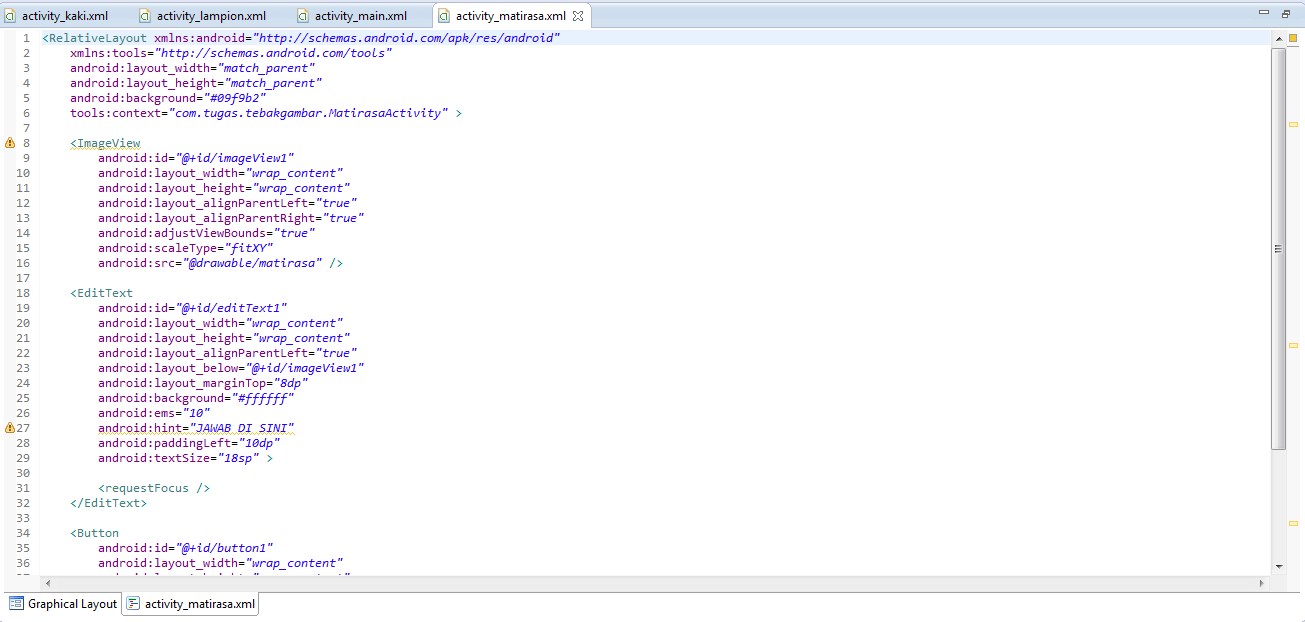 activity_kaki.xml activity_lampion.xml activity_main.xml activity_matirasa.xml
1 <RelativeLayout xmlns:android="http://schemas.android.com/apk/res/android"
2     xmlns:tools="http://schemas.android.com/tools"
3     android:layout_width="match_parent"
4     android:layout_height="match_parent"
5     android:background="#09f9b2"
6     tools:context="com.tugas.tebakgambar.MatirasaActivity" >
7
8     <ImageView
9         android:id="@+id/imageView1"
10         android:layout_width="wrap_content"
11         android:layout_height="wrap_content"
12         android:layout_alignParentLeft="true"
13         android:layout_alignParentRight="true"
14         android:adjustViewBounds="true"
15         android:scaleType="fitXY"
16         android:src="@drawable/matirasa" />
17
18     <EditText
19         android:id="@+id/editText1"
20         android:layout_width="wrap_content"
21         android:layout_height="wrap_content"
22         android:layout_alignParentLeft="true"
23         android:layout_below="@+id/imageView1"
24         android:layout_marginTop="8dp"
25         android:background="#ffffff"
26         android:ems="10"
27         android:hint="JAWAB DI SINI"
28         android:paddingLeft="10dp"
29         android:textSize="18sp" >
30
31         <requestFocus />
32     </EditText>
33
34     <Button
35         android:id="@+id/button1"
36         android:layout_width="wrap_content"
Graphical Layout activity_matirasa.xml